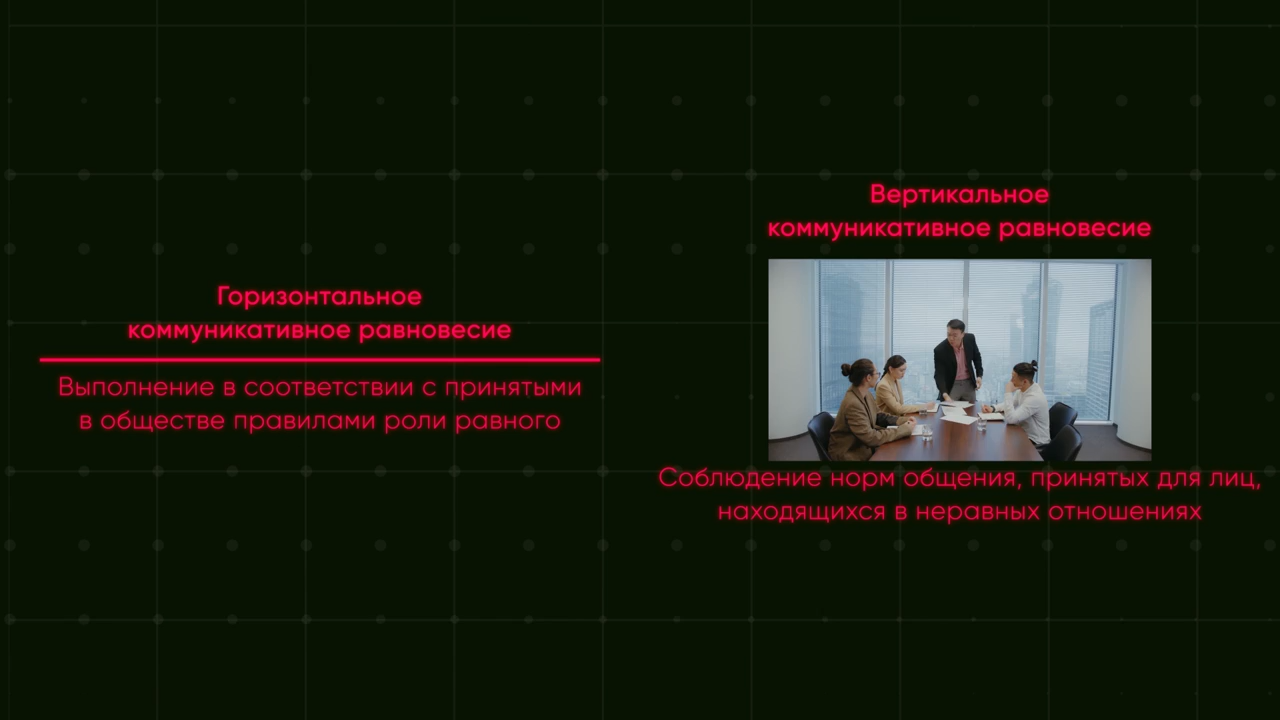 Горизонтальное
коммуникативное равновесие
Выполнение в соответствии с принятыми
в обществе правилами роли равного
Вертикальное
коммуникативное равновесие
Соблюдение норм общения, принятых для лиц,
находящихся в неравных отношениях